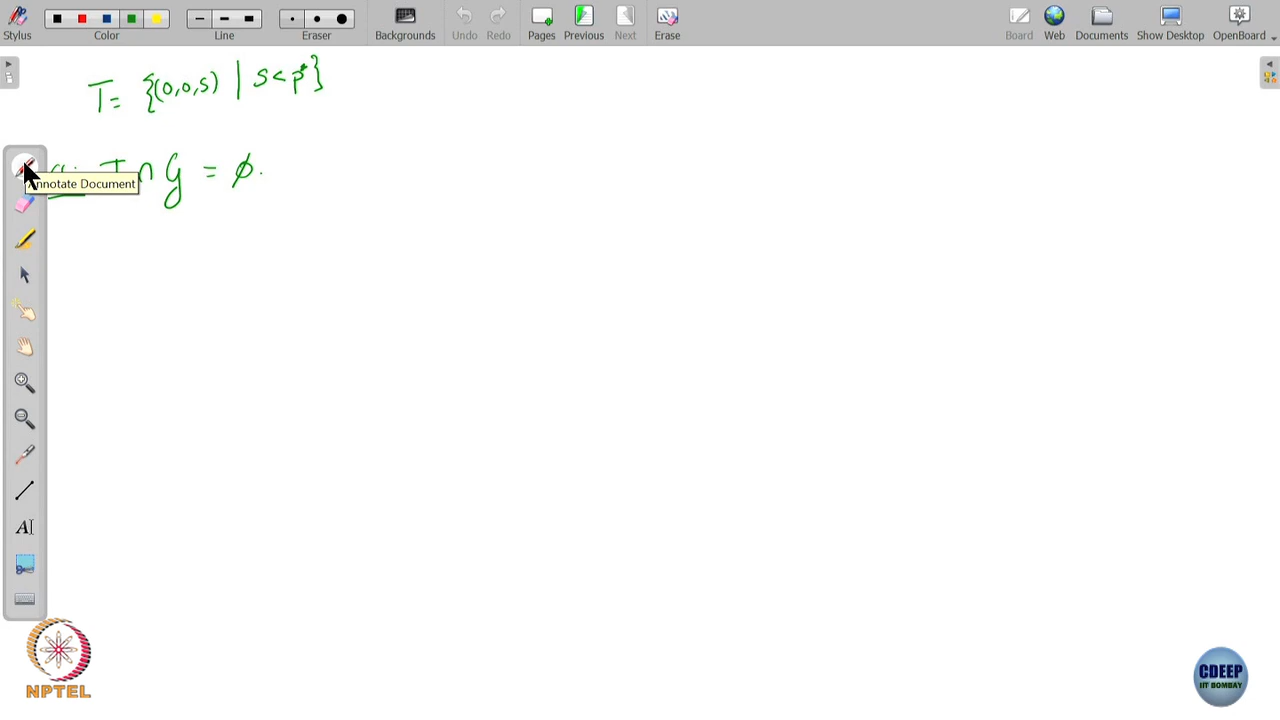 Stylus Color Line Eraser Backgrounds Undo Redo Pages Previous Next Erase Board Web Documents Show Desktop OpenBoard
T = {(0,0,s) | s < p*}
T ∩ G = ϕ.
Annotate Document
AI
NPTEL
CDEEP
IIT BOMBAY